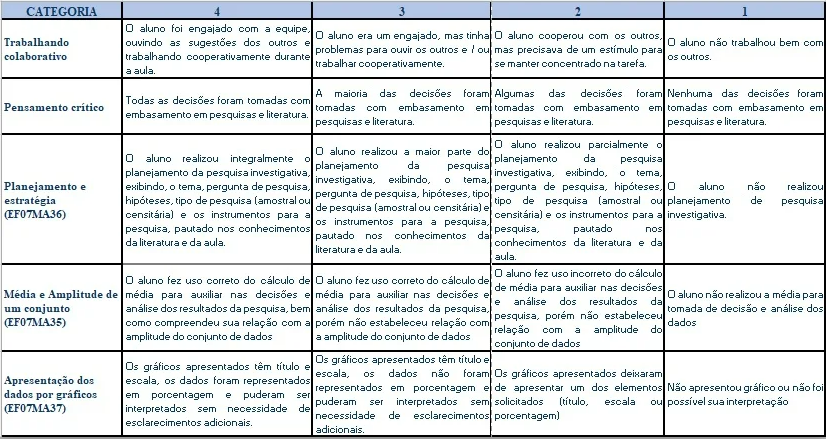 CATEGORIA 4 3 2 1
Trabalhando
colaborativo
O aluno foi engajado com a equipe,
ouvindo as sugestões dos outros e
trabalhando cooperativamente durante
a aula.
O aluno era um engajado, mas tinha
problemas para ouvir os outros e / ou
trabalhar cooperativamente.
O aluno cooperou com os outros,
mas precisava de um estímulo para
se manter concentrado na tarefa.
O aluno não trabalhou bem com
os outros.
Pensamento crítico
Todas as decisões foram tomadas com
embasamento em pesquisas e literatura.
A maioria das decisões foram
tomadas com embasamento em
pesquisas e literatura.
Algumas das decisões foram
tomadas com embasamento em
pesquisas e literatura.
Nenhuma das decisões foram
tomadas com embasamento em
pesquisas e literatura.
Planejamento e
estratégia
(EF07MA36)
O aluno realizou integralmente o
planejamento da pesquisa investigativa,
exibindo, o tema, pergunta de pesquisa,
hipóteses, tipo de pesquisa (amostral ou
censitária) e os instrumentos para a
pesquisa, pautado nos conhecimentos
da literatura e da aula.
O aluno realizou a maior parte do
planejamento da pesquisa
investigativa, exibindo, o tema,
pergunta de pesquisa, hipóteses, tipo
de pesquisa (amostral ou censitária) e
os instrumentos para a pesquisa,
pautado nos conhecimentos da
literatura e da aula.
O aluno realizou parcialmente o
planejamento da pesquisa
investigativa, exibindo, o tema,
pergunta de pesquisa, hipóteses,
tipo de pesquisa (amostral ou
censitária) e os instrumentos para a
pesquisa, pautado nos
conhecimentos da literatura e da
aula.
O aluno não realizou
planejamento de pesquisa
investigativa.
Média e Amplitude de
um conjunto
(EF07MA35)
O aluno fez uso correto do cálculo de
média para auxiliar nas decisões e
análise dos resultados da pesquisa, bem
como compreendeu sua relação com a
amplitude do conjunto de dados
O aluno fez uso correto do cálculo de
média para auxiliar nas decisões e
análise dos resultados da pesquisa,
porém não estabeleceu relação com
a amplitude do conjunto de dados
O aluno fez uso incorreto do cálculo
de média para auxiliar nas decisões
e análise dos resultados da
pesquisa, porém não estabeleceu
relação com a amplitude do
conjunto de dados
O aluno não realizou a média para
tomada de decisão e análise dos
dados
Apresentação dos
dados por gráficos
(EF07MA37)
Os gráficos apresentados têm título e
escala, os dados foram representados
em porcentagem e puderam ser
interpretados sem necessidade de
esclarecimentos adicionais.
Os gráficos apresentados têm título e
escala, os dados não foram
representados em porcentagem e
puderam ser interpretados sem
necessidade de esclarecimentos
adicionais.
Os gráficos apresentados deixaram
de apresentar um dos elementos
solicitados (título, escala ou
porcentagem)
Não apresentou gráfico ou não foi
possível sua interpretação